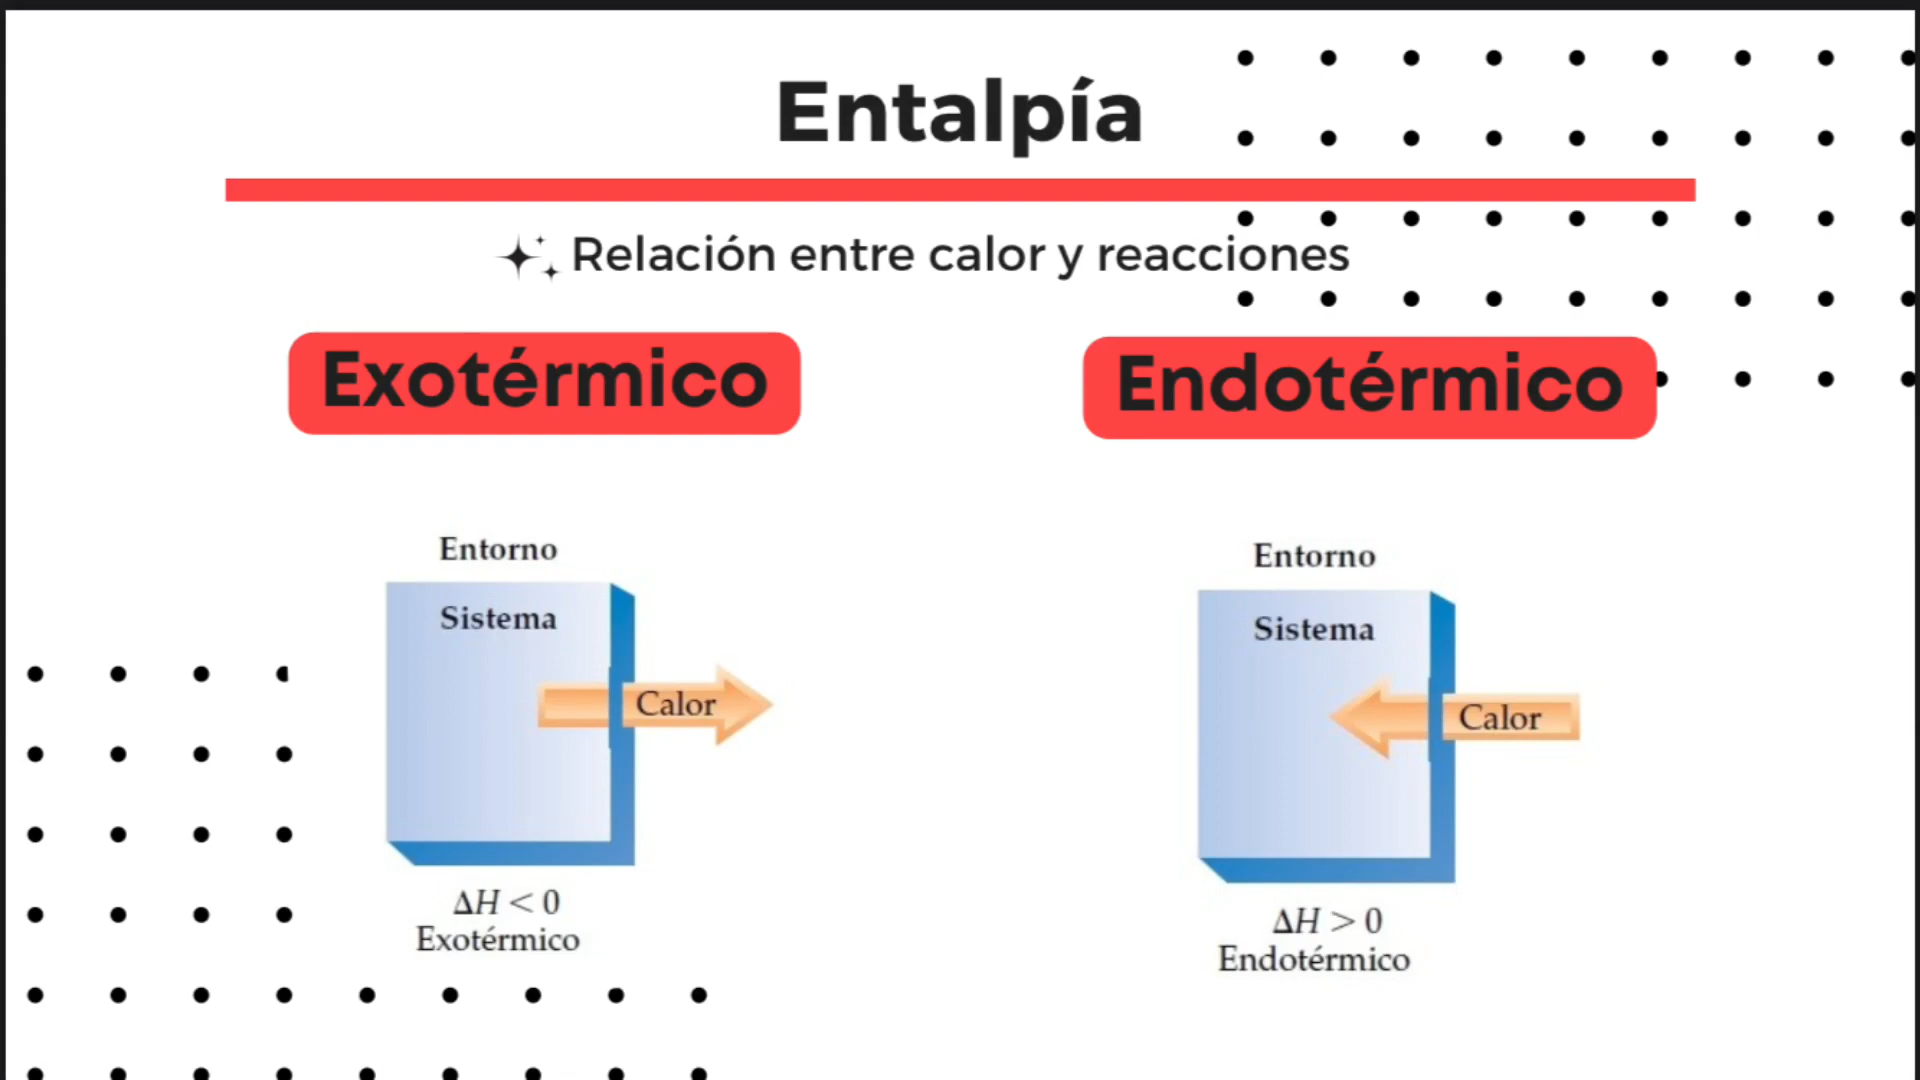 Entalpía
Relación entre calor y reacciones
Exotérmico
Endotérmico
Entorno
Sistema
Calor
ΔH < 0
Exotérmico
Entorno
Sistema
Calor
ΔH > 0
Endotérmico